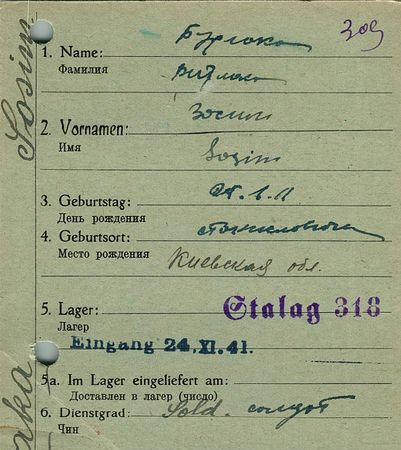 309
1. Name: Бурлака
Фамилия
Burlaka
2. Vornamen: Зосим
Имя
Sosim
3. Geburtstag:
День рождения
4. Geburtsort:
Место рождения
Киевская обл.
5. Lager: Stalag 318
Лагер
Eingang 24. XI. 41.
5a. Im Lager eingeliefert am:
Доставлен в лагер (число)
6. Dienstgrad: Sold. солдат
Чин
Sosim